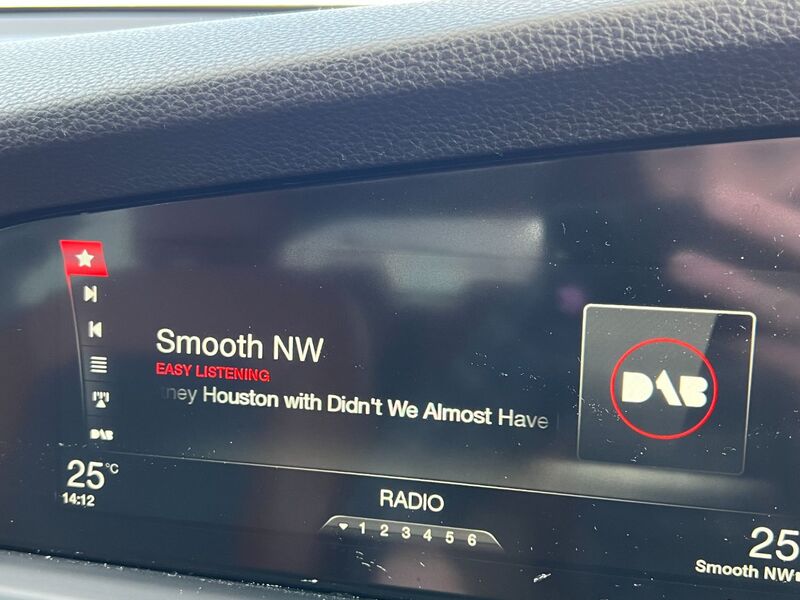 Smooth NW
EASY LISTENING
ney Houston with Didn't We Almost Have
DAB
DAB
25°C
14:12
RADIO
1 2 3 4 5 6
25
Smooth NW